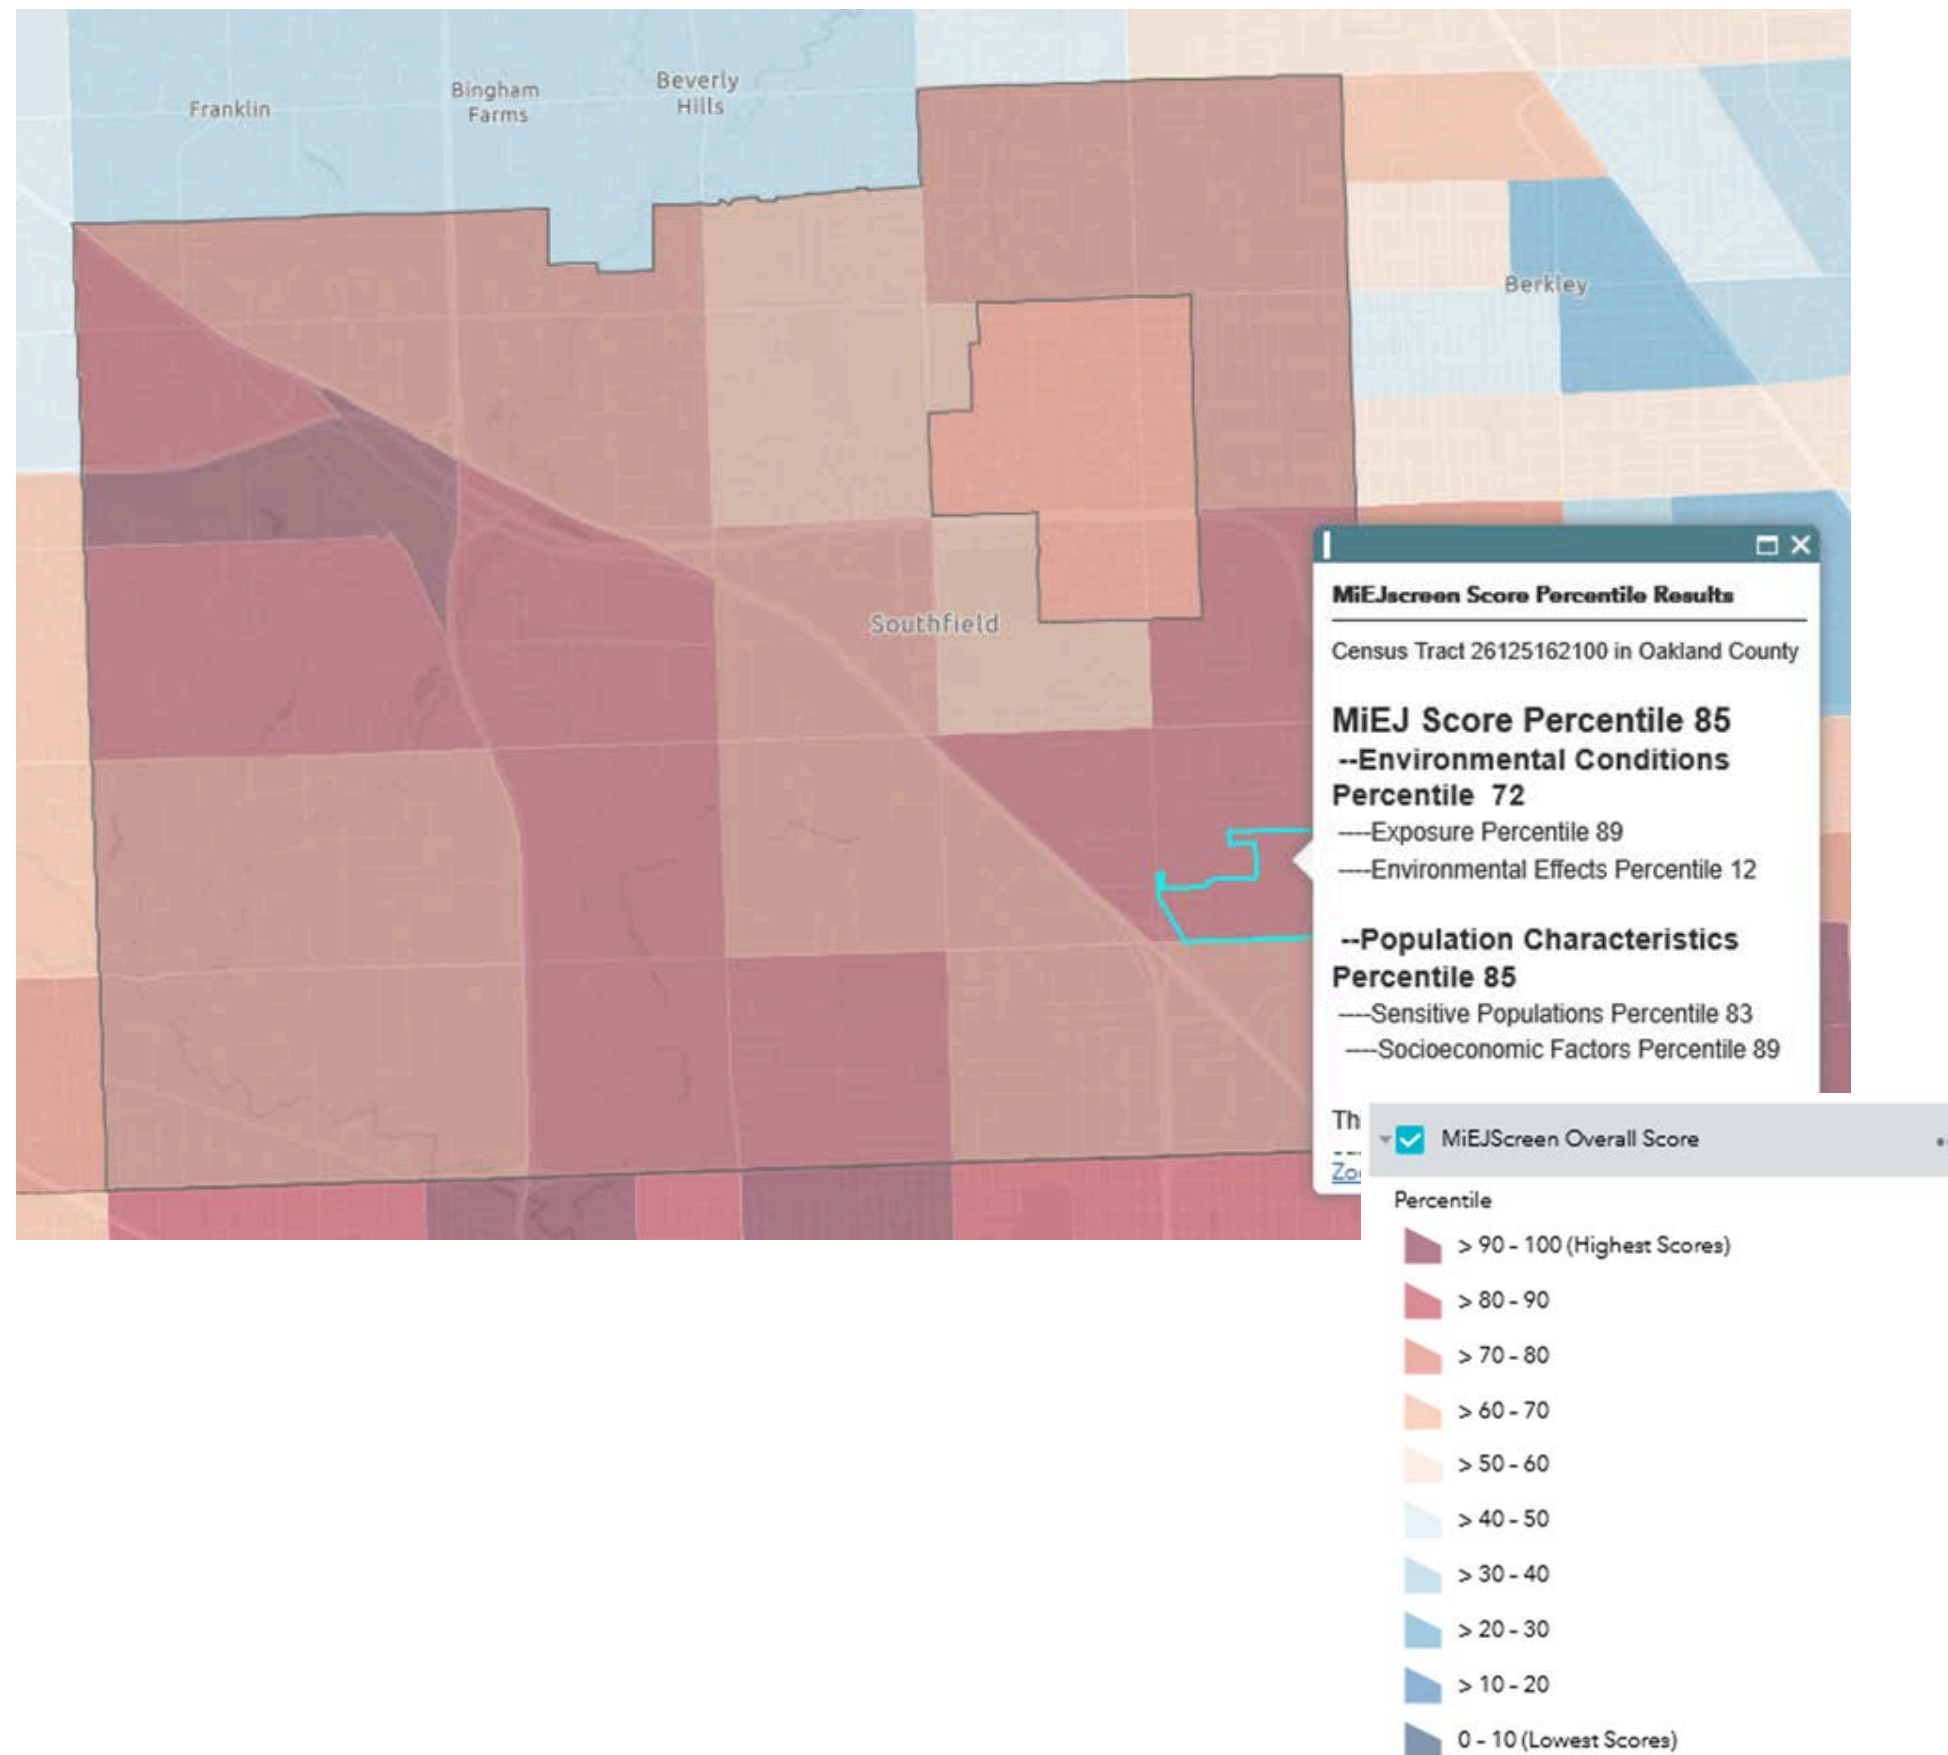 Franklin
Bingham
Farms
Beverly
Hills
Berkley
Southfield
MiEJscreen Score Percentile Results
Census Tract 26125162100 in Oakland County
MiEJ Score Percentile 85
--Environmental Conditions
Percentile 72
----Exposure Percentile 89
----Environmental Effects Percentile 12
--Population Characteristics
Percentile 85
----Sensitive Populations Percentile 83
----Socioeconomic Factors Percentile 89
MiEJScreen Overall Score
Percentile
> 90 - 100 (Highest Scores)
> 80 - 90
> 70 - 80
> 60 - 70
> 50 - 60
> 40 - 50
> 30 - 40
> 20 - 30
> 10 - 20
0 - 10 (Lowest Scores)